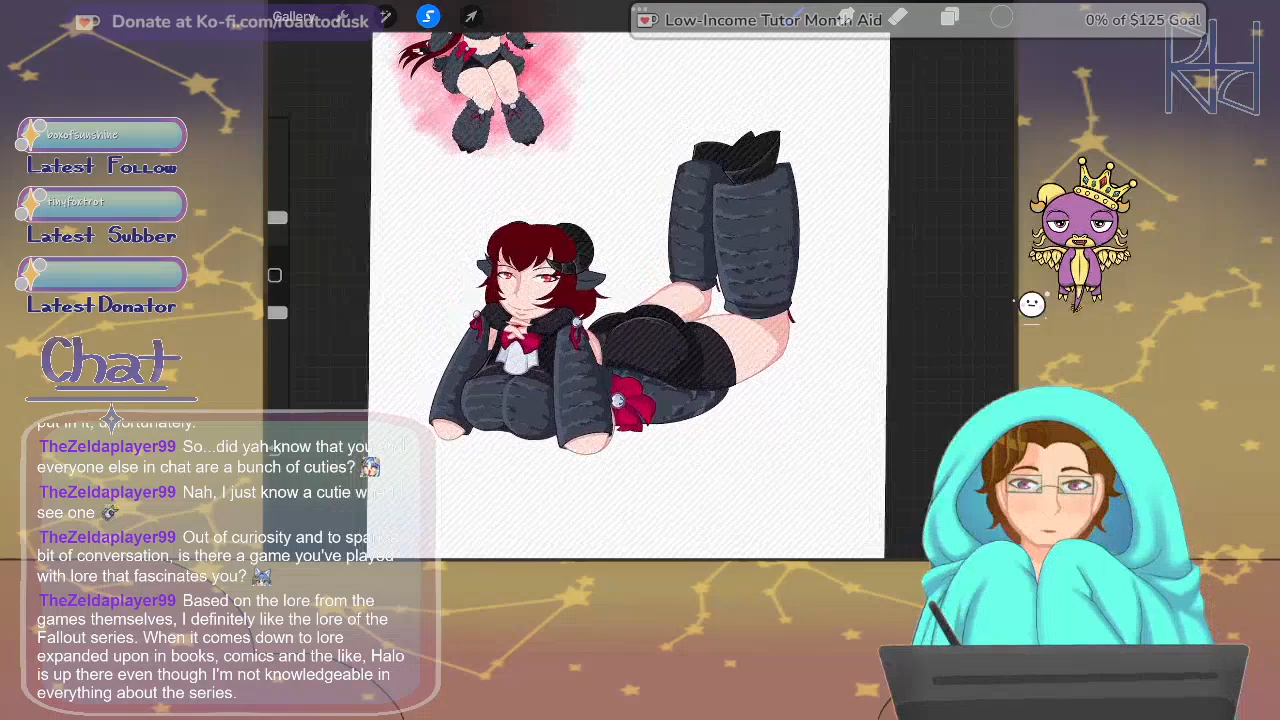 Donate at Ko-fi.com/roadtodusk
Gallery
Low-Income Tutor Month Aid
0% of $125 Goal
boxofsunshine
Latest Follow
tinyfoxtrot
Latest Subber
Latest Donator
Chat
put in it, unfortunately.
TheZeldaplayer99 So...did yah know that you and
everyone else in chat are a bunch of cuties?
TheZeldaplayer99 Nah, I just know a cutie when I
see one
TheZeldaplayer99 Out of curiosity and to spark a
bit of conversation, is there a game you've played
with lore that fascinates you?
TheZeldaplayer99 Based on the lore from the
games themselves, I definitely like the lore of the
Fallout series. When it comes down to lore
expanded upon in books, comics and the like, Halo
is up there even though I'm not knowledgeable in
everything about the series.